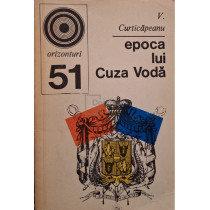 V.
Curticăpeanu
orizonturi
epoca
51
lui
Cuza Vodă